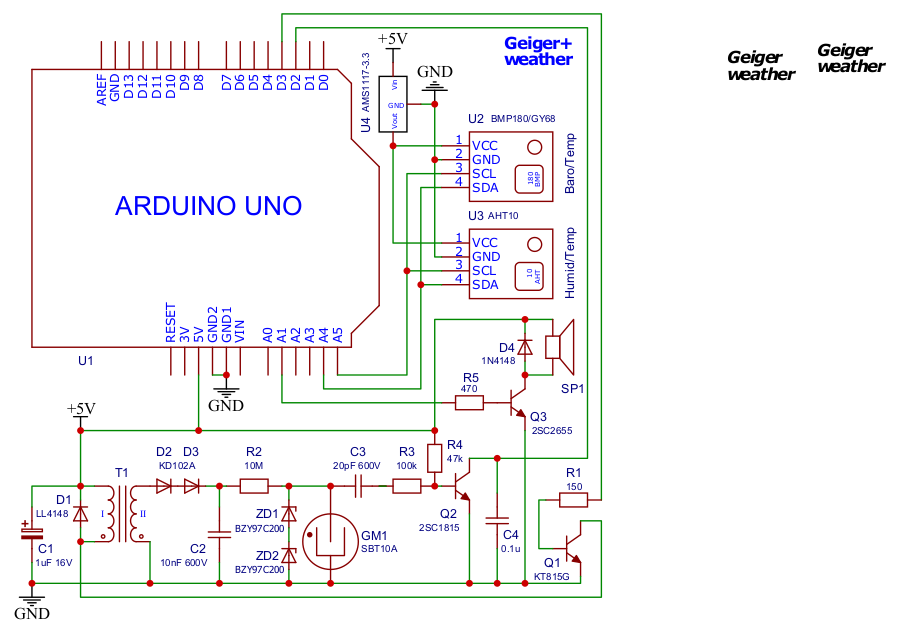 +5V
Geiger+
weather
Geiger
weather
Geiger
weather
AREF
GND
D13
D12
D11
D10
D9
D8
D7
D6
D5
D4
D3
D2
D1
D0
U4 AMS1117-3.3
Vin
GND
Vout
GND
U2 BMP180/GY68
1 VCC
2 GND
3 SCL
4 SDA
180
BMP
Baro/Temp
ARDUINO UNO
U3 AHT10
1 VCC
2 GND
3 SCL
4 SDA
10
AHT
Humid/Temp
RESET
3V
5V
GND2
GND1
VIN
A0
A1
A2
A3
A4
A5
U1
GND
D4
1N4148
SP1
R5
470
Q3
2SC2655
+5V
D2 D3
KD102A
R2
10M
C3
20pF 600V
R3
100k
R4
47k
T1
I
II
D1
LL4148
+
C1
1uF 16V
C2
10nF 600V
ZD1
BZY97C200
ZD2
BZY97C200
GM1
SBT10A
Q2
2SC1815
C4
0.1u
R1
150
Q1
KT815G
GND